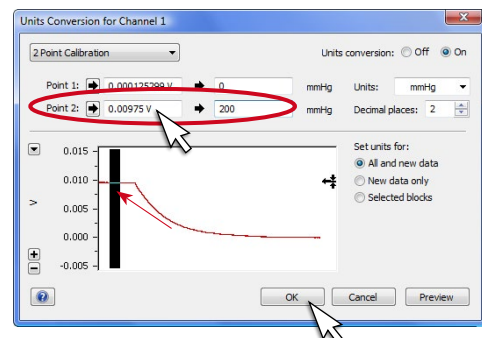 Units Conversion for Channel 1
2 Point Calibration
Units conversion: Off On
Point 1: 0.000125299 V 0 mmHg Units: mmHg
Point 2: 0.00975 V 200 mmHg Decimal places: 2
Set units for:
All and new data
New data only
Selected blocks
0.015
0.010
0.005
0.000
-0.005
V
+
−
?
OK Cancel Preview